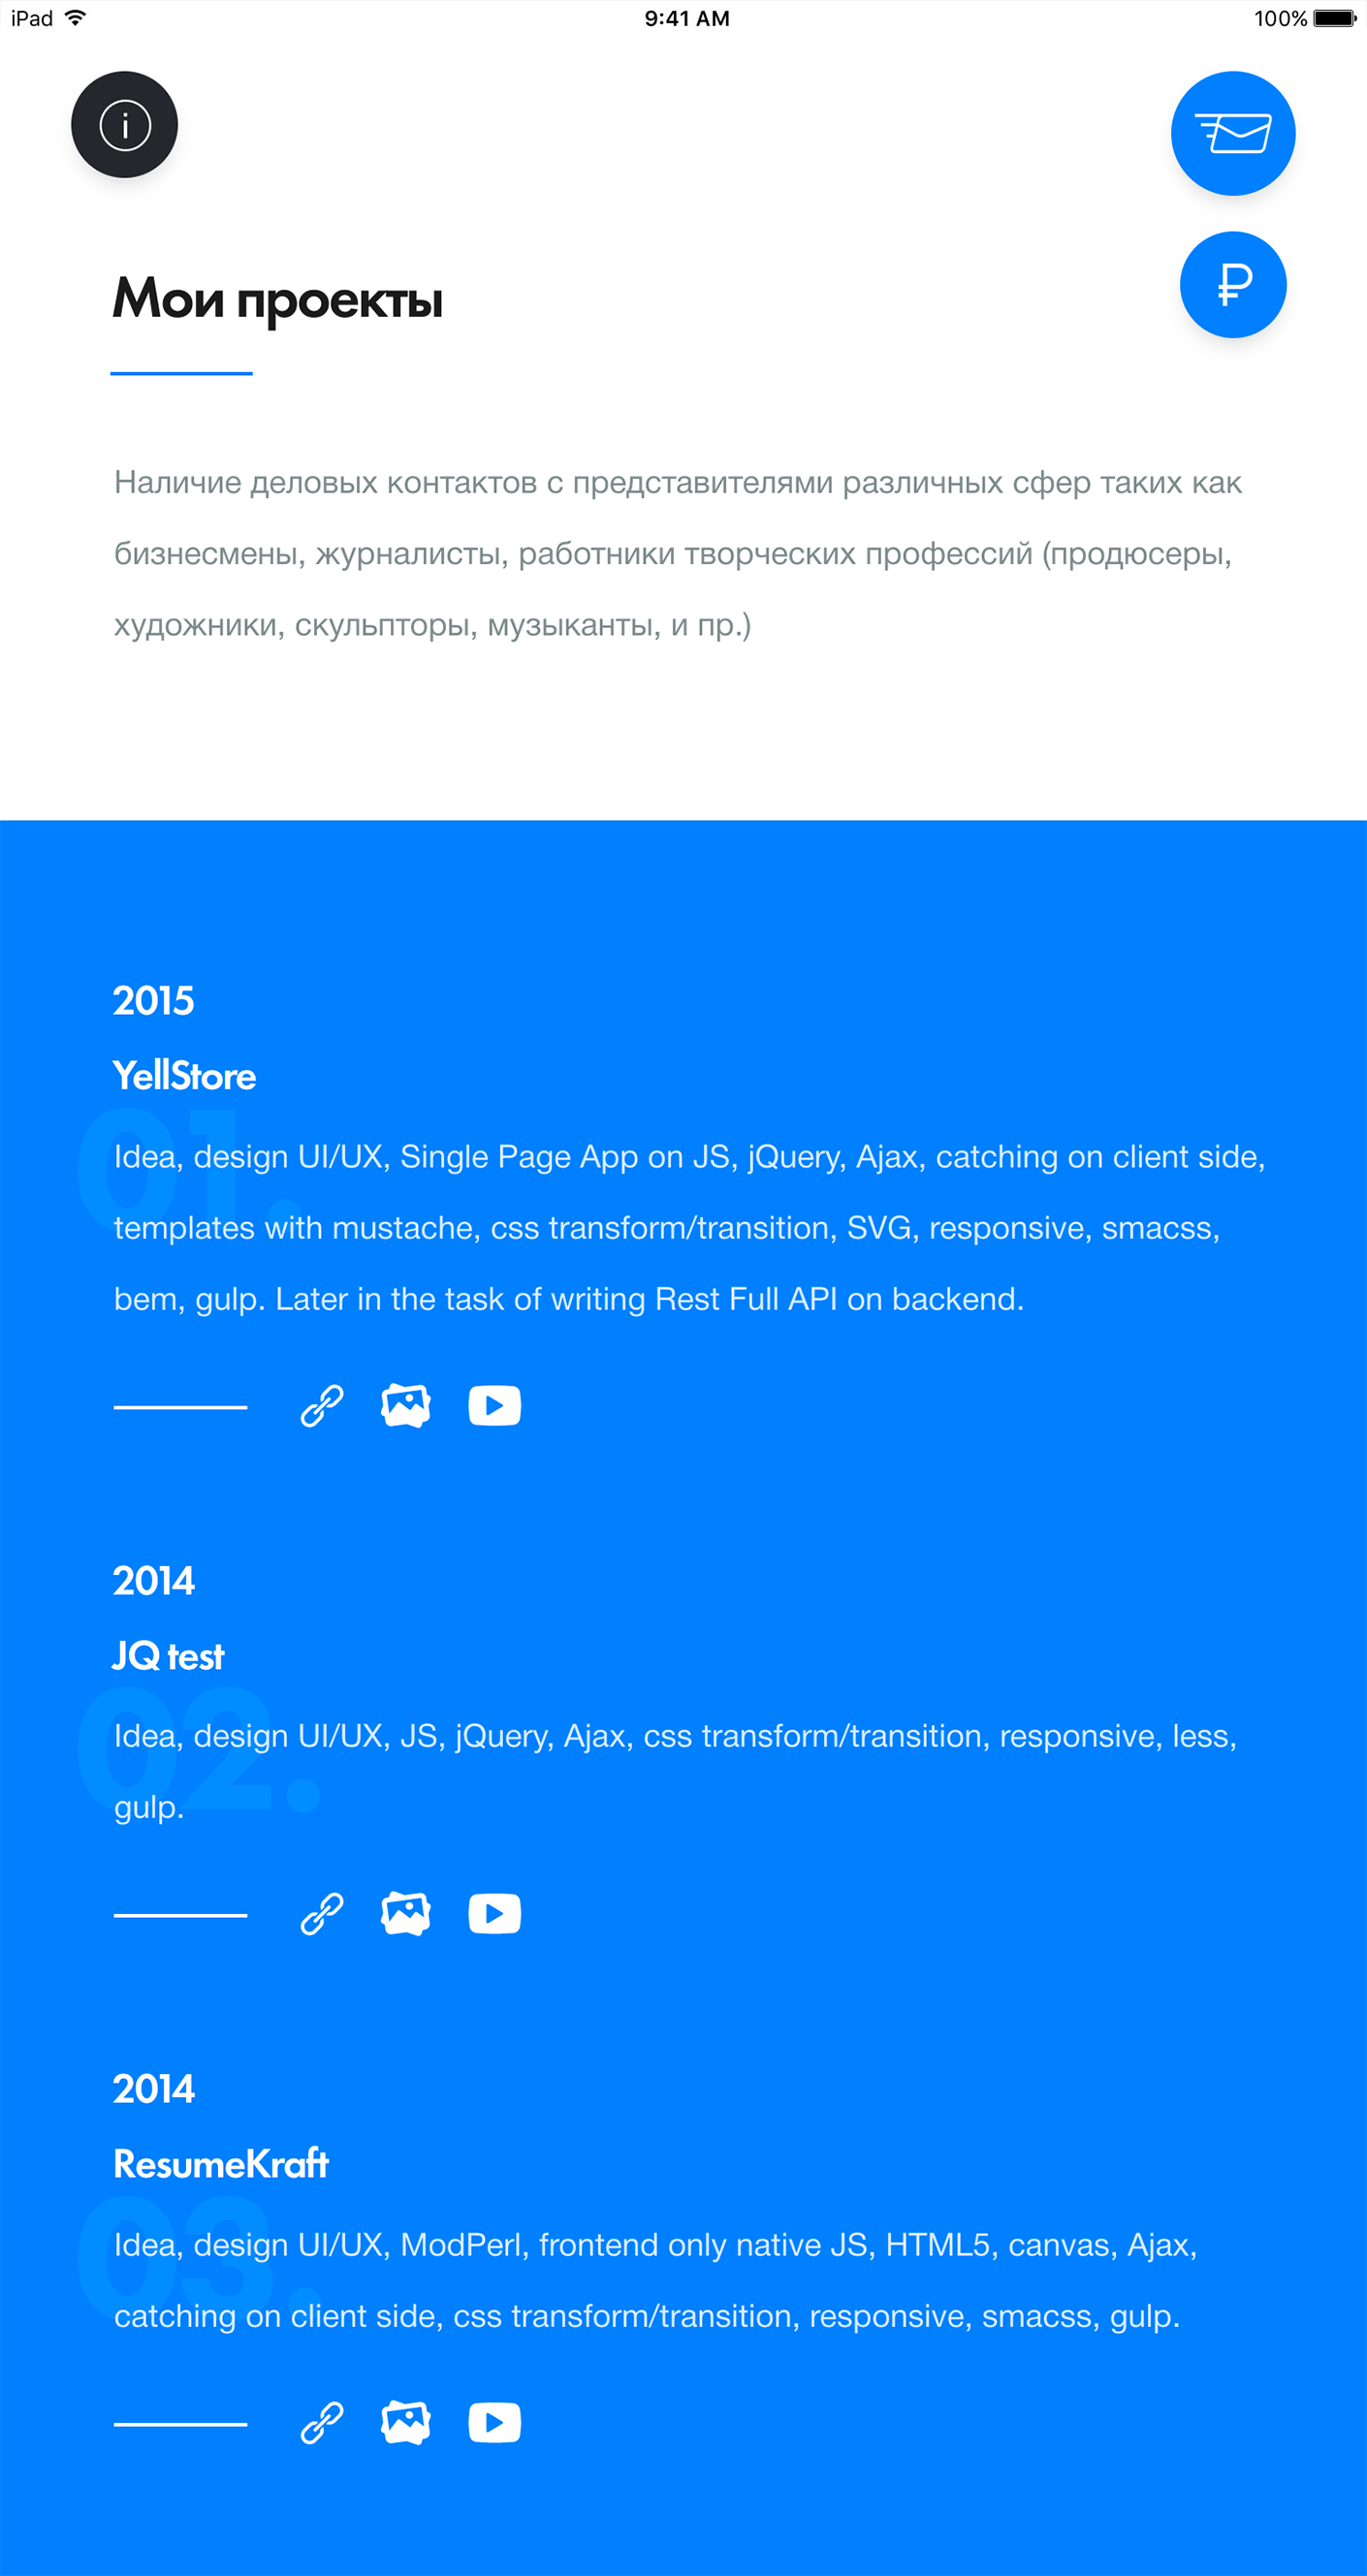 iPad 9:41 AM 100%
Мои проекты
Наличие деловых контактов с представителями различных сфер таких как
бизнесмены, журналисты, работники творческих профессий (продюсеры,
художники, скульпторы, музыканты, и пр.)
2015
YellStore
01.
Idea, design UI/UX, Single Page App on JS, jQuery, Ajax, catching on client side,
templates with mustache, css transform/transition, SVG, responsive, smacss,
bem, gulp. Later in the task of writing Rest Full API on backend.
2014
JQ test
02.
Idea, design UI/UX, JS, jQuery, Ajax, css transform/transition, responsive, less,
gulp.
2014
ResumeKraft
03.
Idea, design UI/UX, ModPerl, frontend only native JS, HTML5, canvas, Ajax,
catching on client side, css transform/transition, responsive, smacss, gulp.